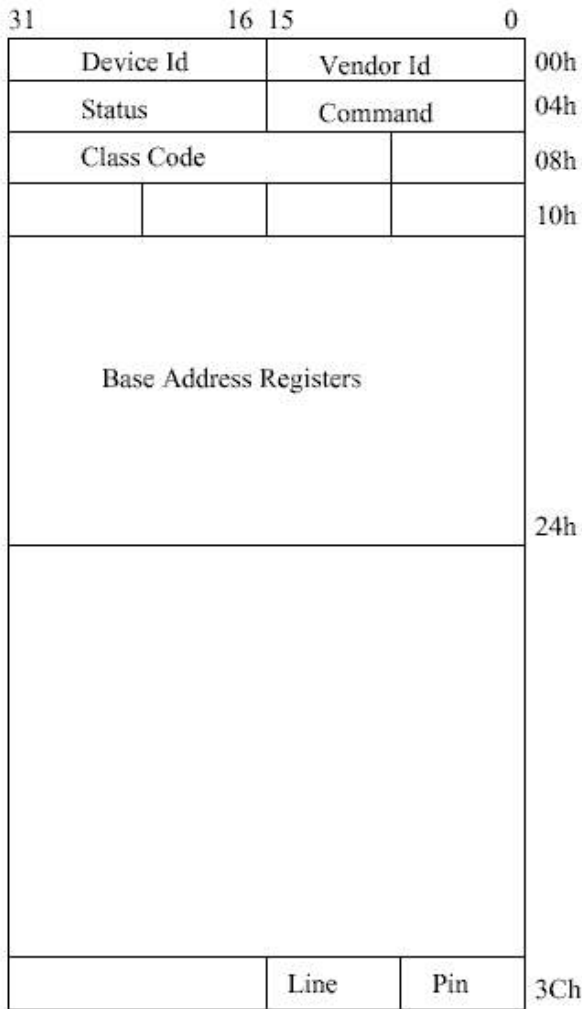 31 16 15 0
Device Id Vendor Id 00h
Status Command 04h
Class Code 08h
10h
Base Address Registers
24h
Line Pin 3Ch